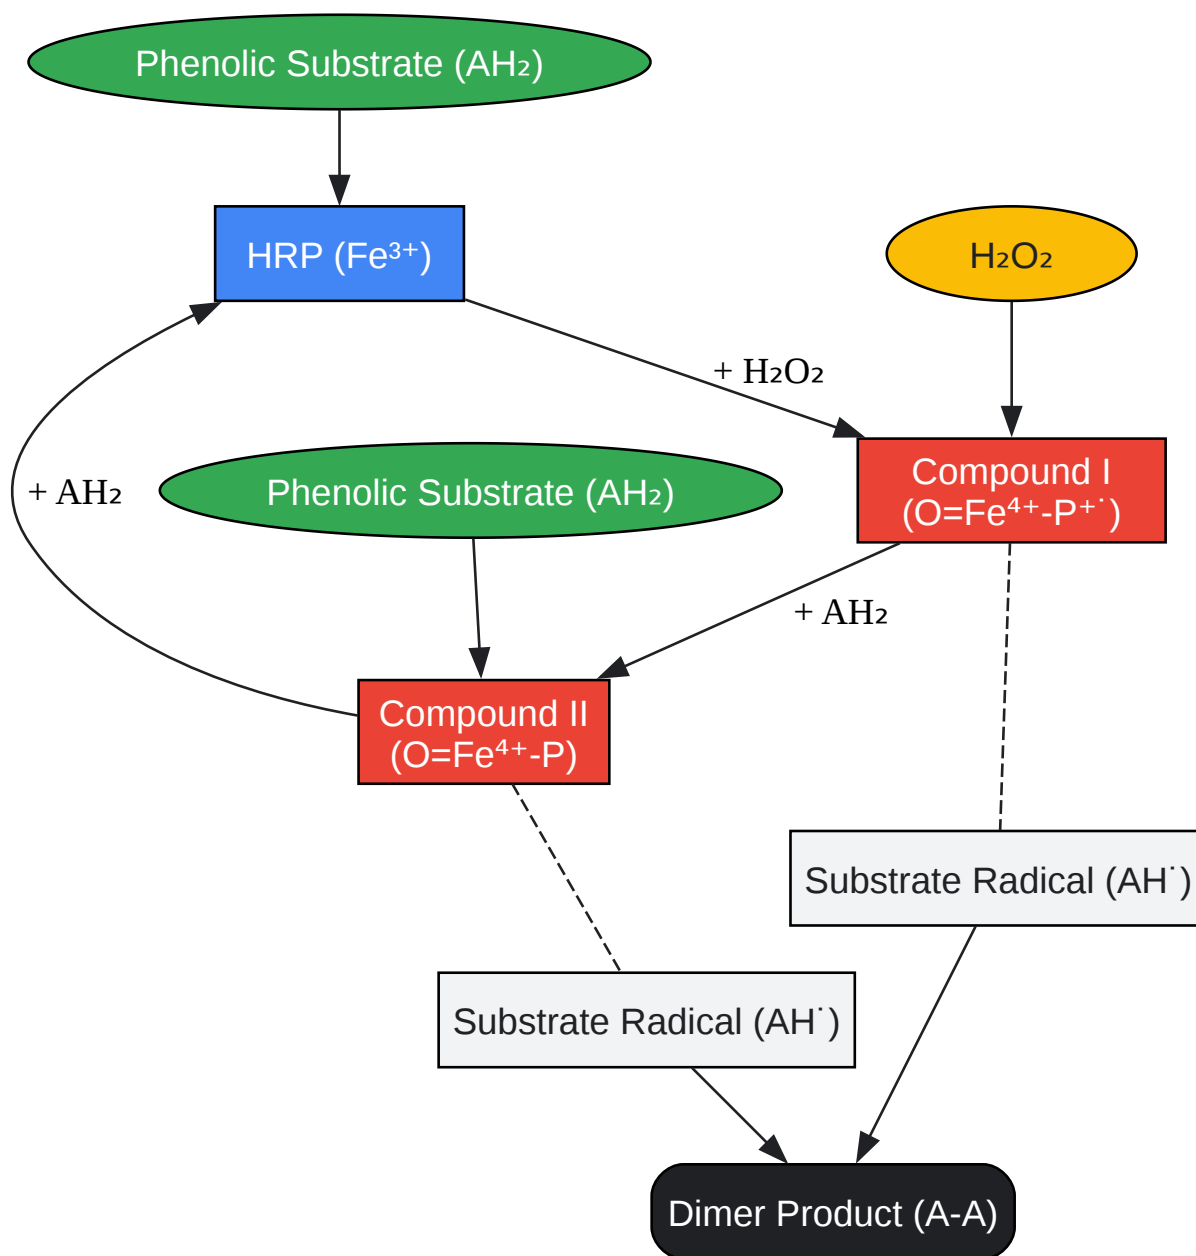 Phenolic Substrate (AH₂)
HRP (Fe³⁺)
H₂O₂
+ H₂O₂
+ AH₂
Phenolic Substrate (AH₂)
Compound I
(O=Fe⁴⁺-P⁺˙)
+ AH₂
Compound II
(O=Fe⁴⁺-P)
Substrate Radical (AH˙)
Substrate Radical (AH˙)
Dimer Product (A-A)